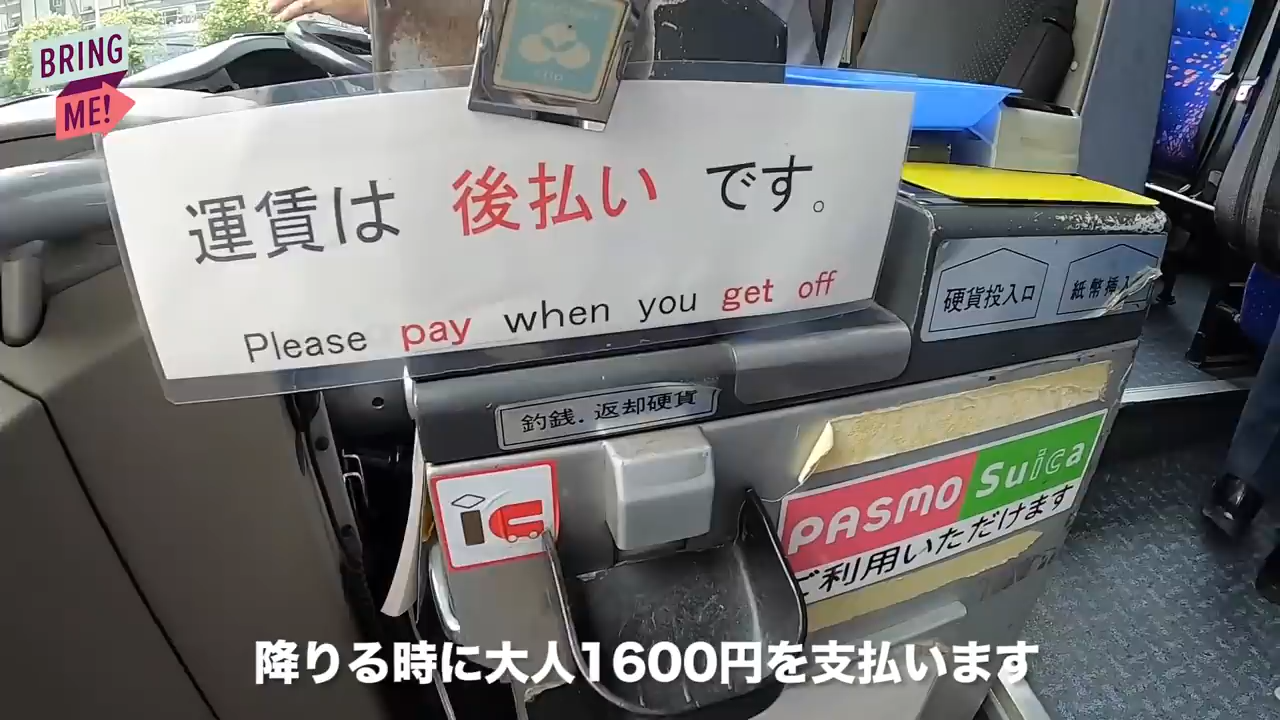 BRING
ME!
運賃は 後払い です。
Please pay when you get off
硬貨投入口
紙幣挿入
釣銭．返却硬貨
PASMO Suica
ご利用いただけます
降りる時に大人1600円を支払います